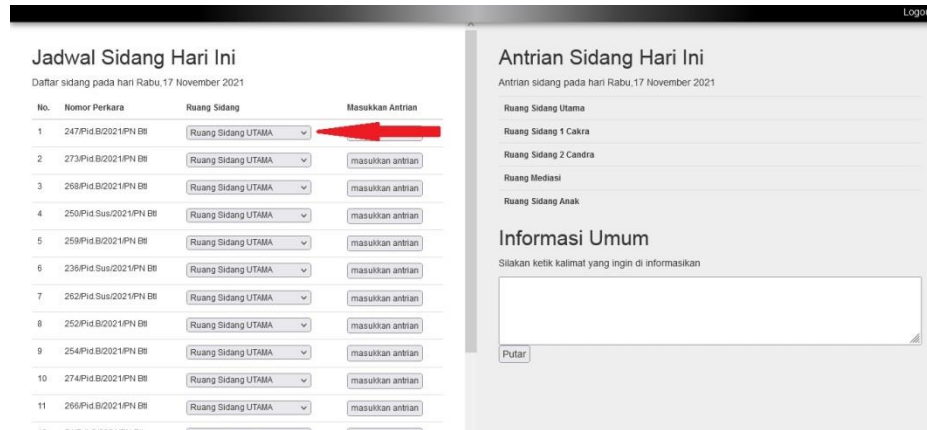 Jadwal Sidang Hari Ini
Daftar sidang pada hari Rabu,17 November 2021
No. Nomor Perkara Ruang Sidang Masukkan Antrian
1 247/Pid.B/2021/PN Btl Ruang Sidang UTAMA
2 273/Pid.B/2021/PN Btl Ruang Sidang UTAMA masukkan antrian
3 268/Pid.B/2021/PN Btl Ruang Sidang UTAMA masukkan antrian
4 250/Pid.Sus/2021/PN Btl Ruang Sidang UTAMA masukkan antrian
5 259/Pid.B/2021/PN Btl Ruang Sidang UTAMA masukkan antrian
6 236/Pid.Sus/2021/PN Btl Ruang Sidang UTAMA masukkan antrian
7 262/Pid.Sus/2021/PN Btl Ruang Sidang UTAMA masukkan antrian
8 252/Pid.B/2021/PN Btl Ruang Sidang UTAMA masukkan antrian
9 254/Pid.B/2021/PN Btl Ruang Sidang UTAMA masukkan antrian
10 274/Pid.B/2021/PN Btl Ruang Sidang UTAMA masukkan antrian
11 266/Pid.B/2021/PN Btl Ruang Sidang UTAMA masukkan antrian
Logou
Antrian Sidang Hari Ini
Antrian sidang pada hari Rabu,17 November 2021
Ruang Sidang Utama
Ruang Sidang 1 Cakra
Ruang Sidang 2 Candra
Ruang Mediasi
Ruang Sidang Anak
Informasi Umum
Silakan ketik kalimat yang ingin di informasikan
Putar